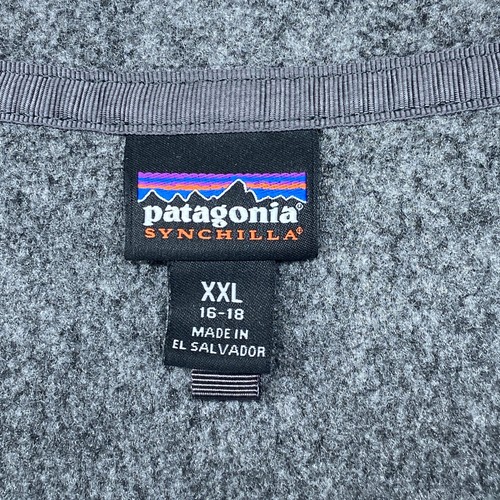 patagonia®
SYNCHILLA®
XXL
16-18
MADE IN
EL SALVADOR